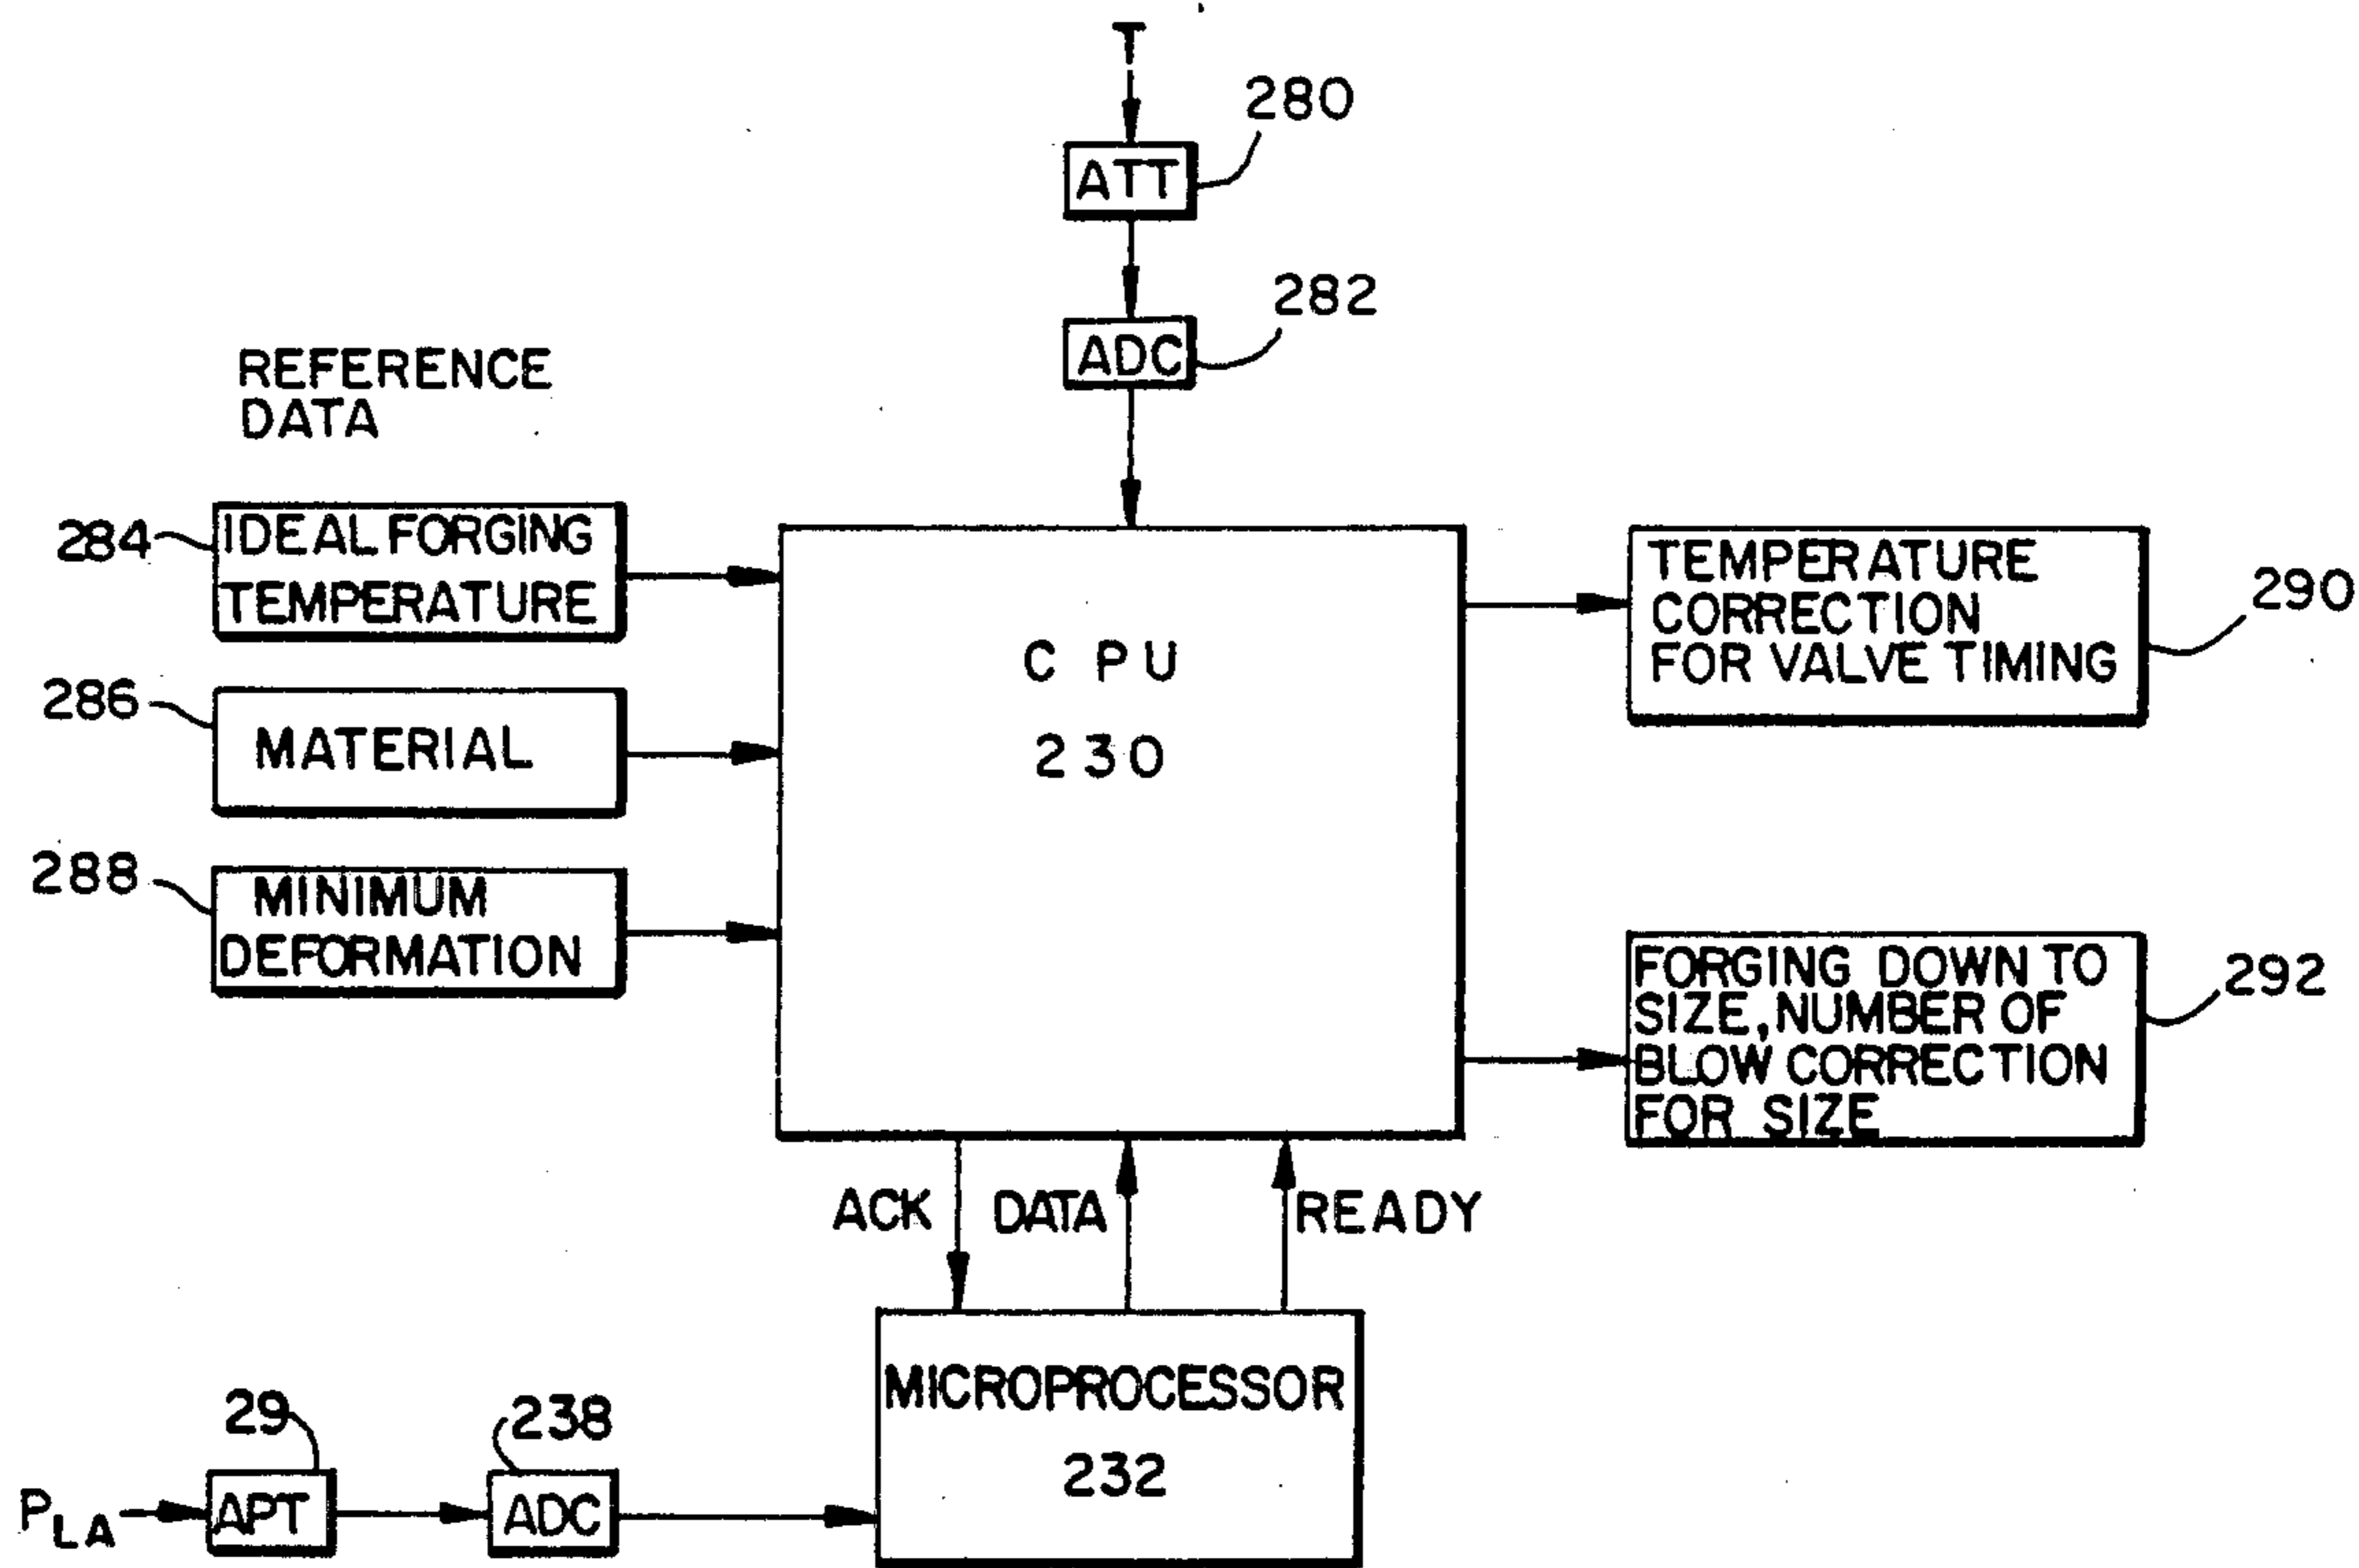 T
280
ATT
282
ADC
REFERENCE
DATA
284
IDEAL FORGING
TEMPERATURE
286
MATERIAL
288
MINIMUM
DEFORMATION
CPU
230
TEMPERATURE
CORRECTION
FOR VALVE TIMING
290
FORGING DOWN TO
SIZE, NUMBER OF
BLOW CORRECTION
FOR SIZE
292
ACK
DATA
READY
MICROPROCESSOR
232
29
238
PLA
APT
ADC